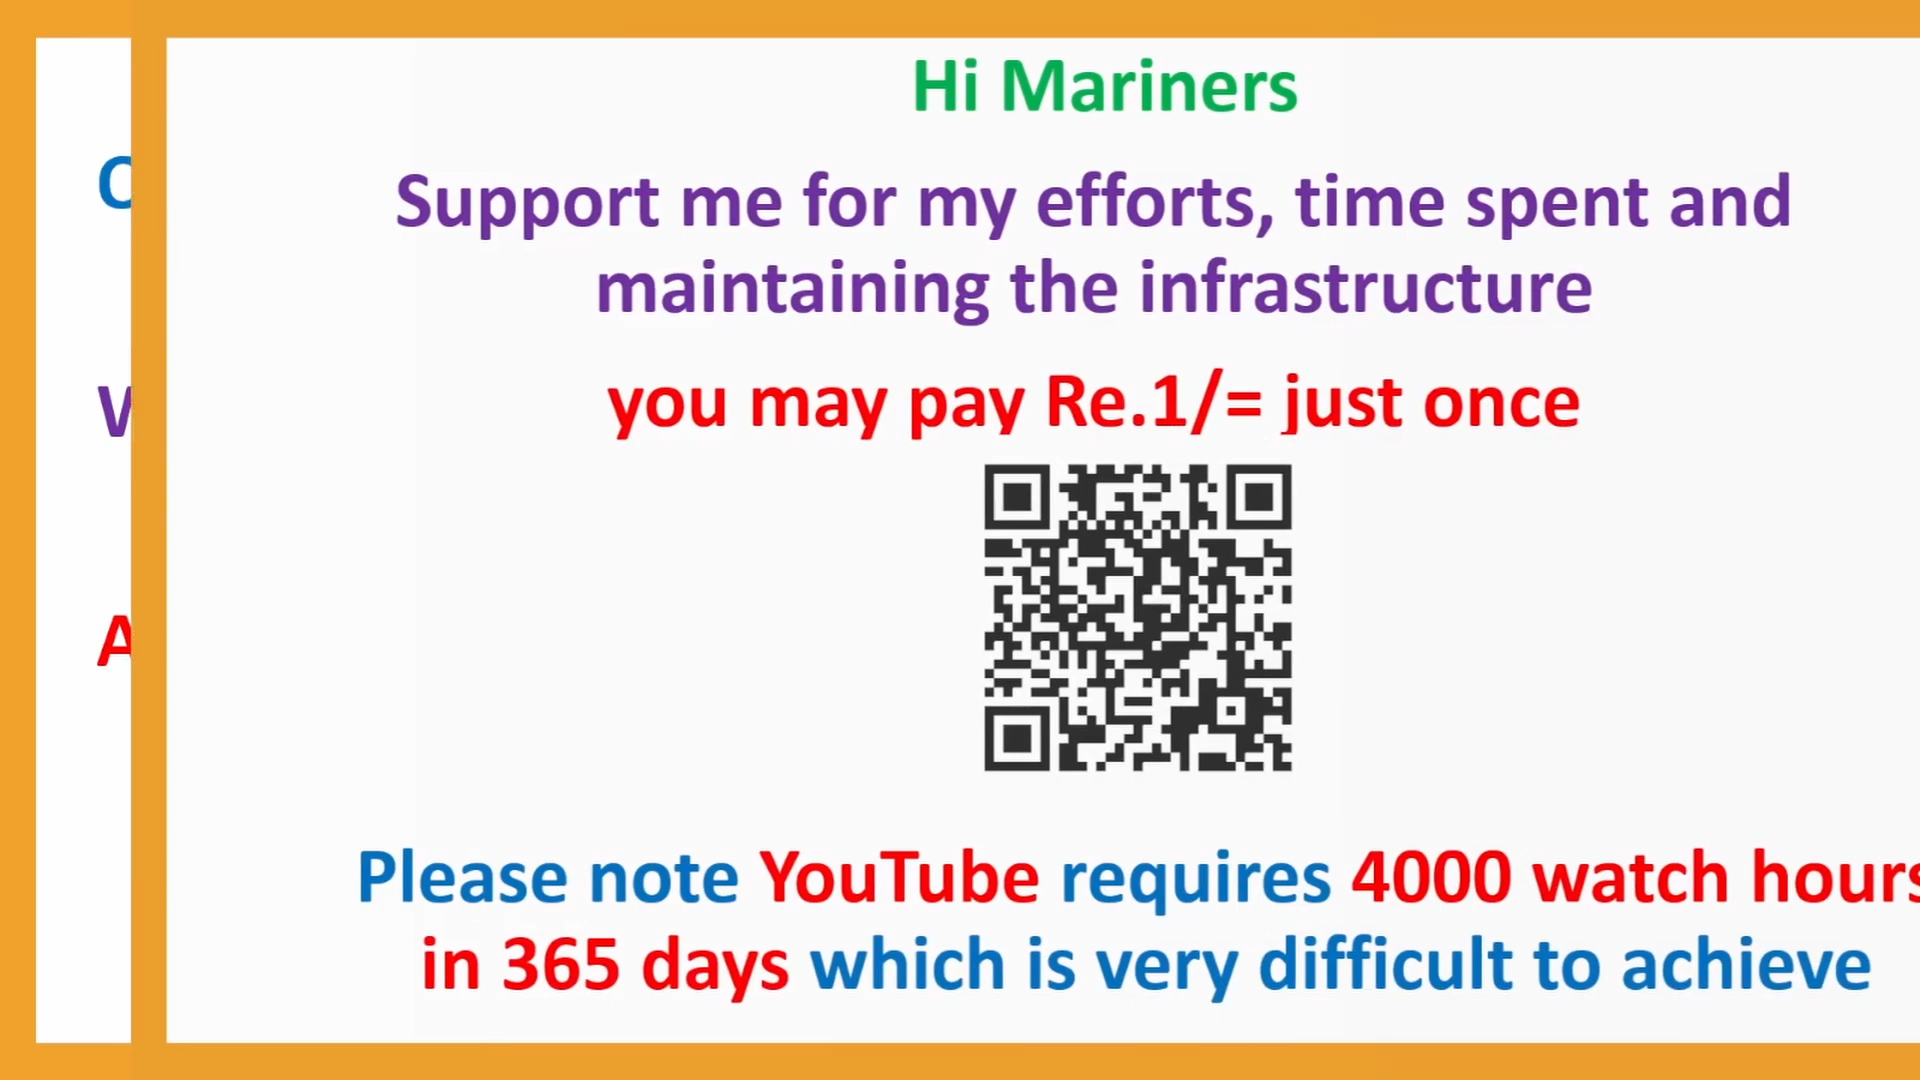 Hi Mariners
Support me for my efforts, time spent and
maintaining the infrastructure
you may pay Re.1/= just once
Please note YouTube requires 4000 watch hours
in 365 days which is very difficult to achieve